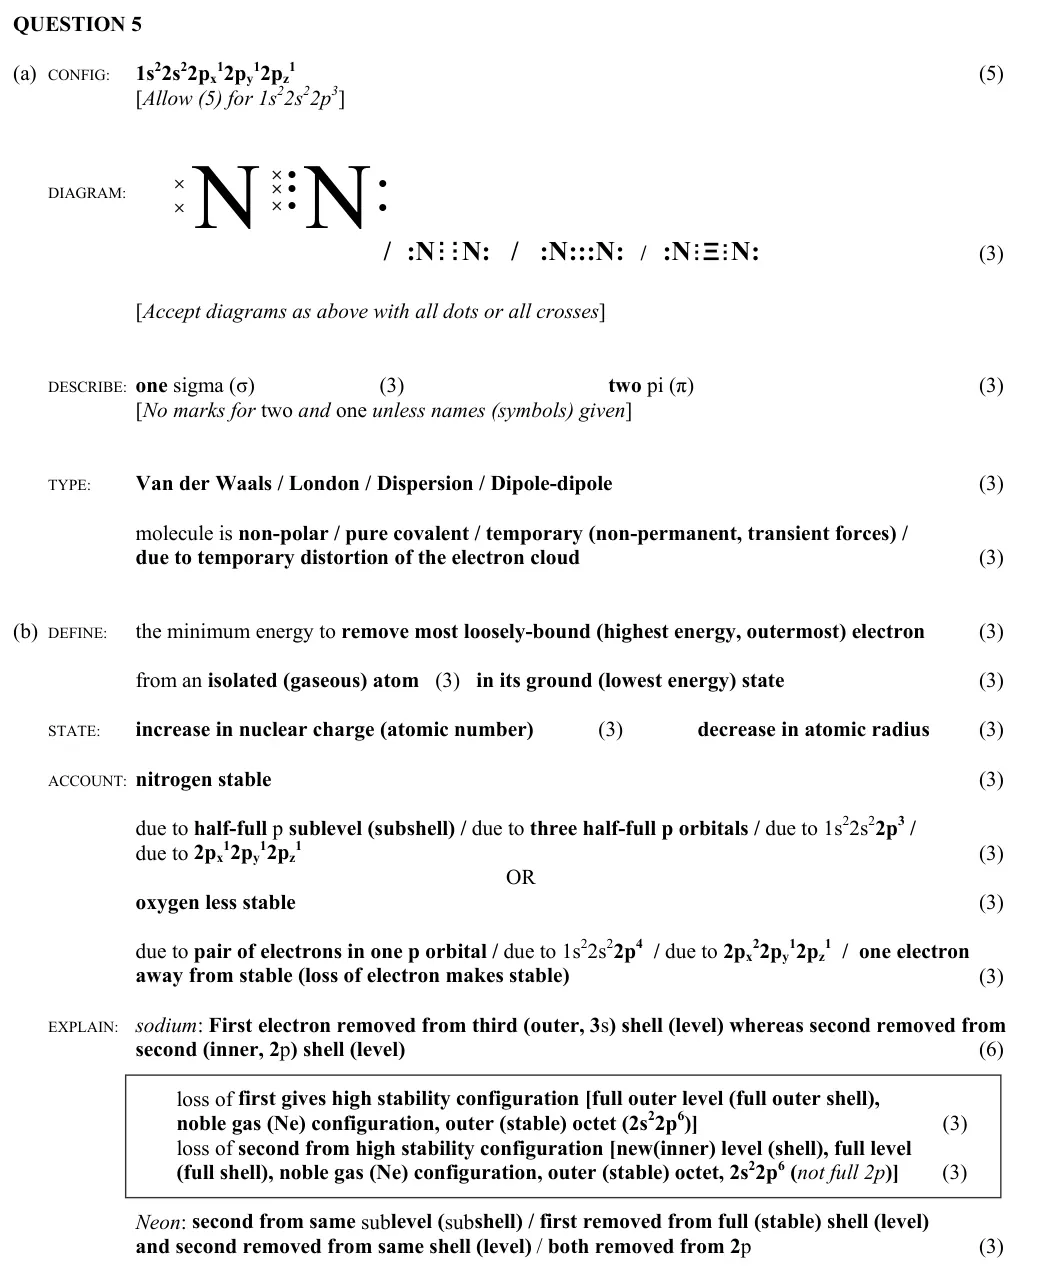 QUESTION 5
(a) CONFIG: 1s²2s²2pₓ¹2pᵧ¹2p_z¹ (5)
[Allow (5) for 1s²2s²2p³]
DIAGRAM: ×× N ×××••• N ••
/ :N⋮⋮N: / :N:::N: / :N⋮Ξ⋮N: (3)
[Accept diagrams as above with all dots or all crosses]
DESCRIBE: one sigma (σ) (3) two pi (π) (3)
[No marks for two and one unless names (symbols) given]
TYPE: Van der Waals / London / Dispersion / Dipole-dipole (3)
molecule is non-polar / pure covalent / temporary (non-permanent, transient forces) /
due to temporary distortion of the electron cloud (3)
(b) DEFINE: the minimum energy to remove most loosely-bound (highest energy, outermost) electron (3)
from an isolated (gaseous) atom (3) in its ground (lowest energy) state (3)
STATE: increase in nuclear charge (atomic number) (3) decrease in atomic radius (3)
ACCOUNT: nitrogen stable (3)
due to half-full p sublevel (subshell) / due to three half-full p orbitals / due to 1s²2s²2p³ /
due to 2pₓ¹2pᵧ¹2p_z¹ (3)
OR
oxygen less stable (3)
due to pair of electrons in one p orbital / due to 1s²2s²2p⁴ / due to 2pₓ²2pᵧ¹2p_z¹ / one electron
away from stable (loss of electron makes stable) (3)
EXPLAIN: sodium: First electron removed from third (outer, 3s) shell (level) whereas second removed from
second (inner, 2p) shell (level) (6)
loss of first gives high stability configuration [full outer level (full outer shell),
noble gas (Ne) configuration, outer (stable) octet (2s²2p⁶)] (3)
loss of second from high stability configuration [new(inner) level (shell), full level
(full shell), noble gas (Ne) configuration, outer (stable) octet, 2s²2p⁶ (not full 2p)] (3)
Neon: second from same sublevel (subshell) / first removed from full (stable) shell (level)
and second removed from same shell (level) / both removed from 2p (3)